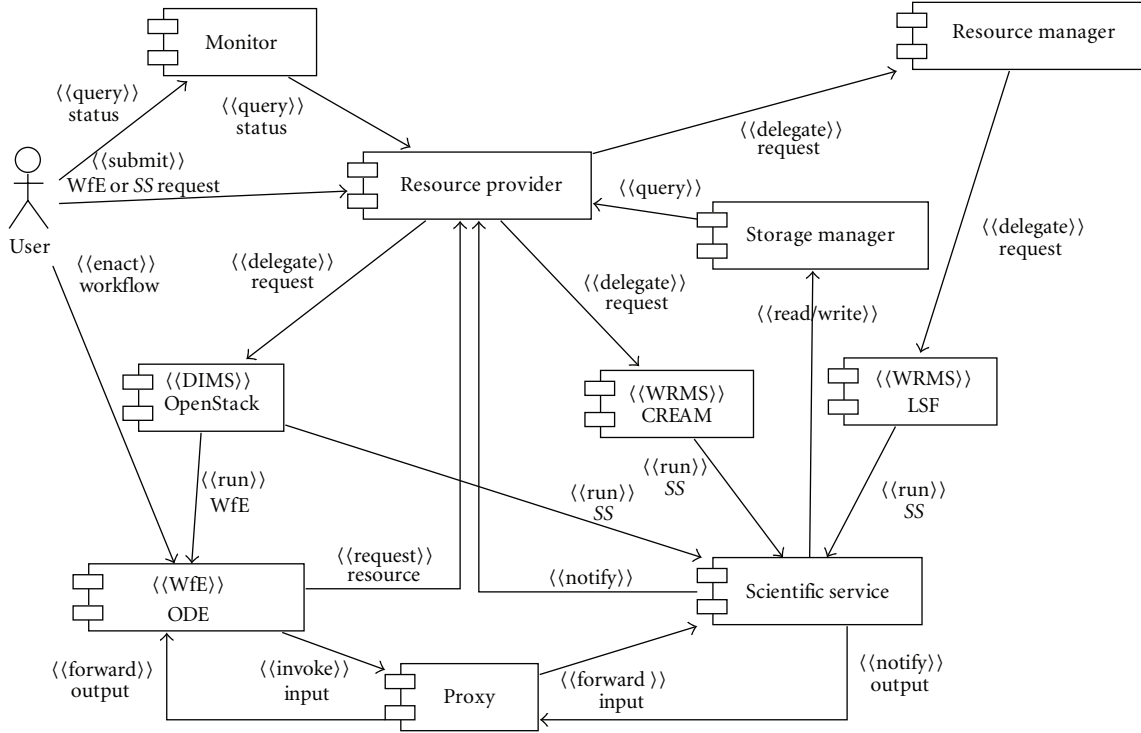 Monitor
Resource manager
⟨⟨query⟩⟩
status
⟨⟨query⟩⟩
status
⟨⟨delegate⟩⟩
request
⟨⟨submit⟩⟩
WfE or SS request
Resource provider
⟨⟨query⟩⟩
Storage manager
User
⟨⟨enact⟩⟩
workflow
⟨⟨delegate⟩⟩
request
⟨⟨delegate⟩⟩
request
⟨⟨delegate⟩⟩
request
⟨⟨read/write⟩⟩
⟨⟨DIMS⟩⟩
OpenStack
⟨⟨WRMS⟩⟩
CREAM
⟨⟨WRMS⟩⟩
LSF
⟨⟨run⟩⟩
WfE
⟨⟨run⟩⟩
SS
⟨⟨run⟩⟩
SS
⟨⟨run⟩⟩
SS
⟨⟨WfE⟩⟩
ODE
⟨⟨request⟩⟩
resource
⟨⟨notify⟩⟩
Scientific service
⟨⟨forward⟩⟩
output
⟨⟨invoke⟩⟩
input
Proxy
⟨⟨forward ⟩⟩
input
⟨⟨notify⟩⟩
output